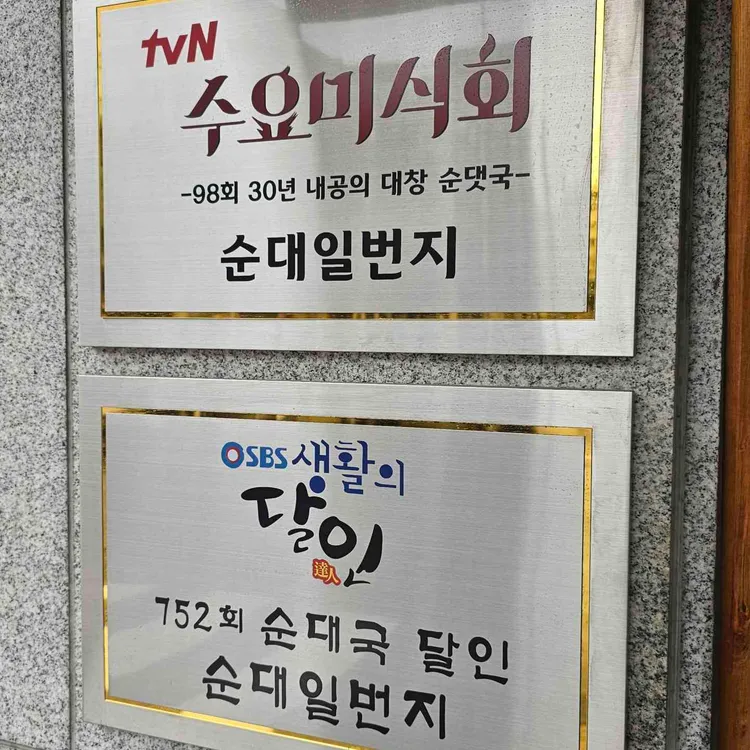 tvN
수요미식회
-98회 30년 내공의 대창 순댓국-
순대일번지
SBS 생활의
달인
達人
752회 순대국 달인
순대일번지